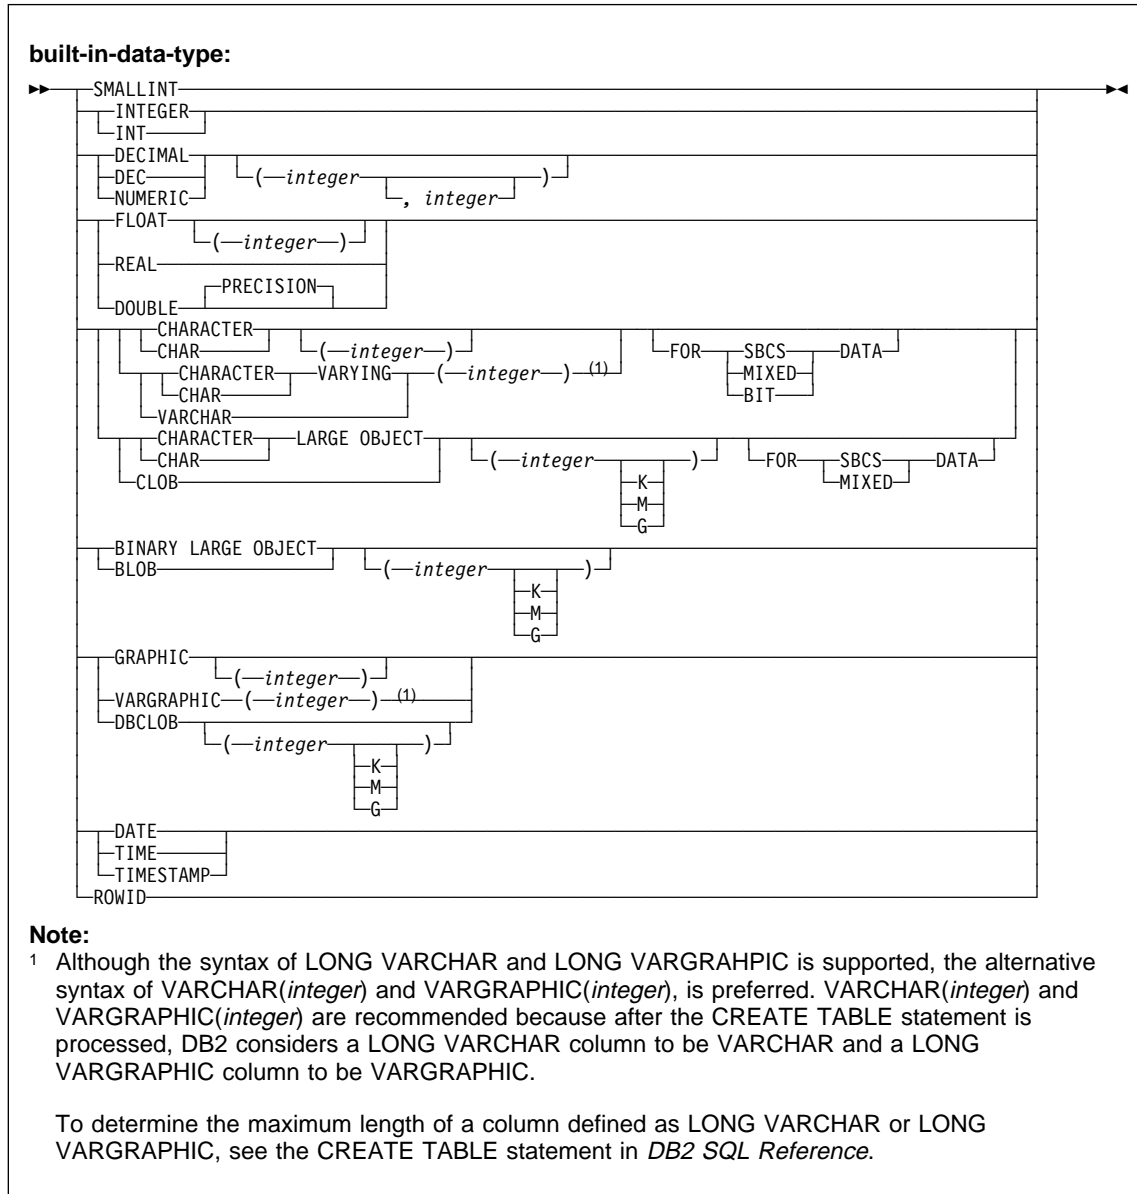 built-in-data-type:
SMALLINT
INTEGER
INT
DECIMAL
DEC ( integer )
NUMERIC , integer
FLOAT
( integer )
REAL
PRECISION
DOUBLE
CHARACTER
CHAR ( integer ) FOR SBCS DATA
CHARACTER VARYING ( integer ) (1) MIXED
CHAR BIT
VARCHAR
CHARACTER LARGE OBJECT
CHAR ( integer ) FOR SBCS DATA
CLOB K MIXED
M
G
BINARY LARGE OBJECT
BLOB ( integer )
K
M
G
GRAPHIC
( integer )
VARGRAPHIC ( integer ) (1)
DBCLOB
( integer )
K
M
G
DATE
TIME
TIMESTAMP
ROWID
Note:
1 Although the syntax of LONG VARCHAR and LONG VARGRAHPIC is supported, the alternative
syntax of VARCHAR(integer) and VARGRAPHIC(integer), is preferred. VARCHAR(integer) and
VARGRAPHIC(integer) are recommended because after the CREATE TABLE statement is
processed, DB2 considers a LONG VARCHAR column to be VARCHAR and a LONG
VARGRAPHIC column to be VARGRAPHIC.
To determine the maximum length of a column defined as LONG VARCHAR or LONG
VARGRAPHIC, see the CREATE TABLE statement in DB2 SQL Reference.